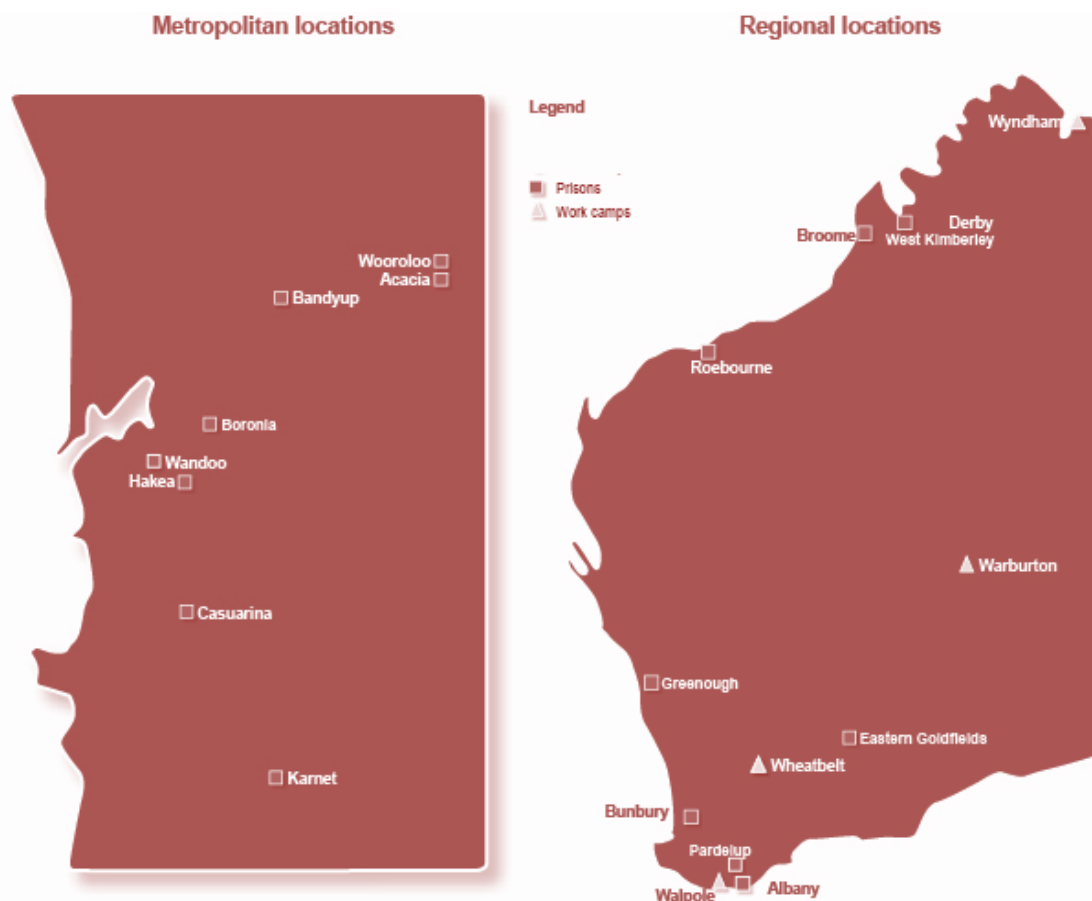 Metropolitan locations
Wooroloo
Acacia
Bandyup
Boronia
Wandoo
Hakea
Casuarina
Karnet
Regional locations
Legend
Prisons
Work camps
Wyndham
Derby
West Kimberley
Broome
Roebourne
Warburton
Greenough
Eastern Goldfields
Wheatbelt
Bunbury
Pardelup
Walpole
Albany